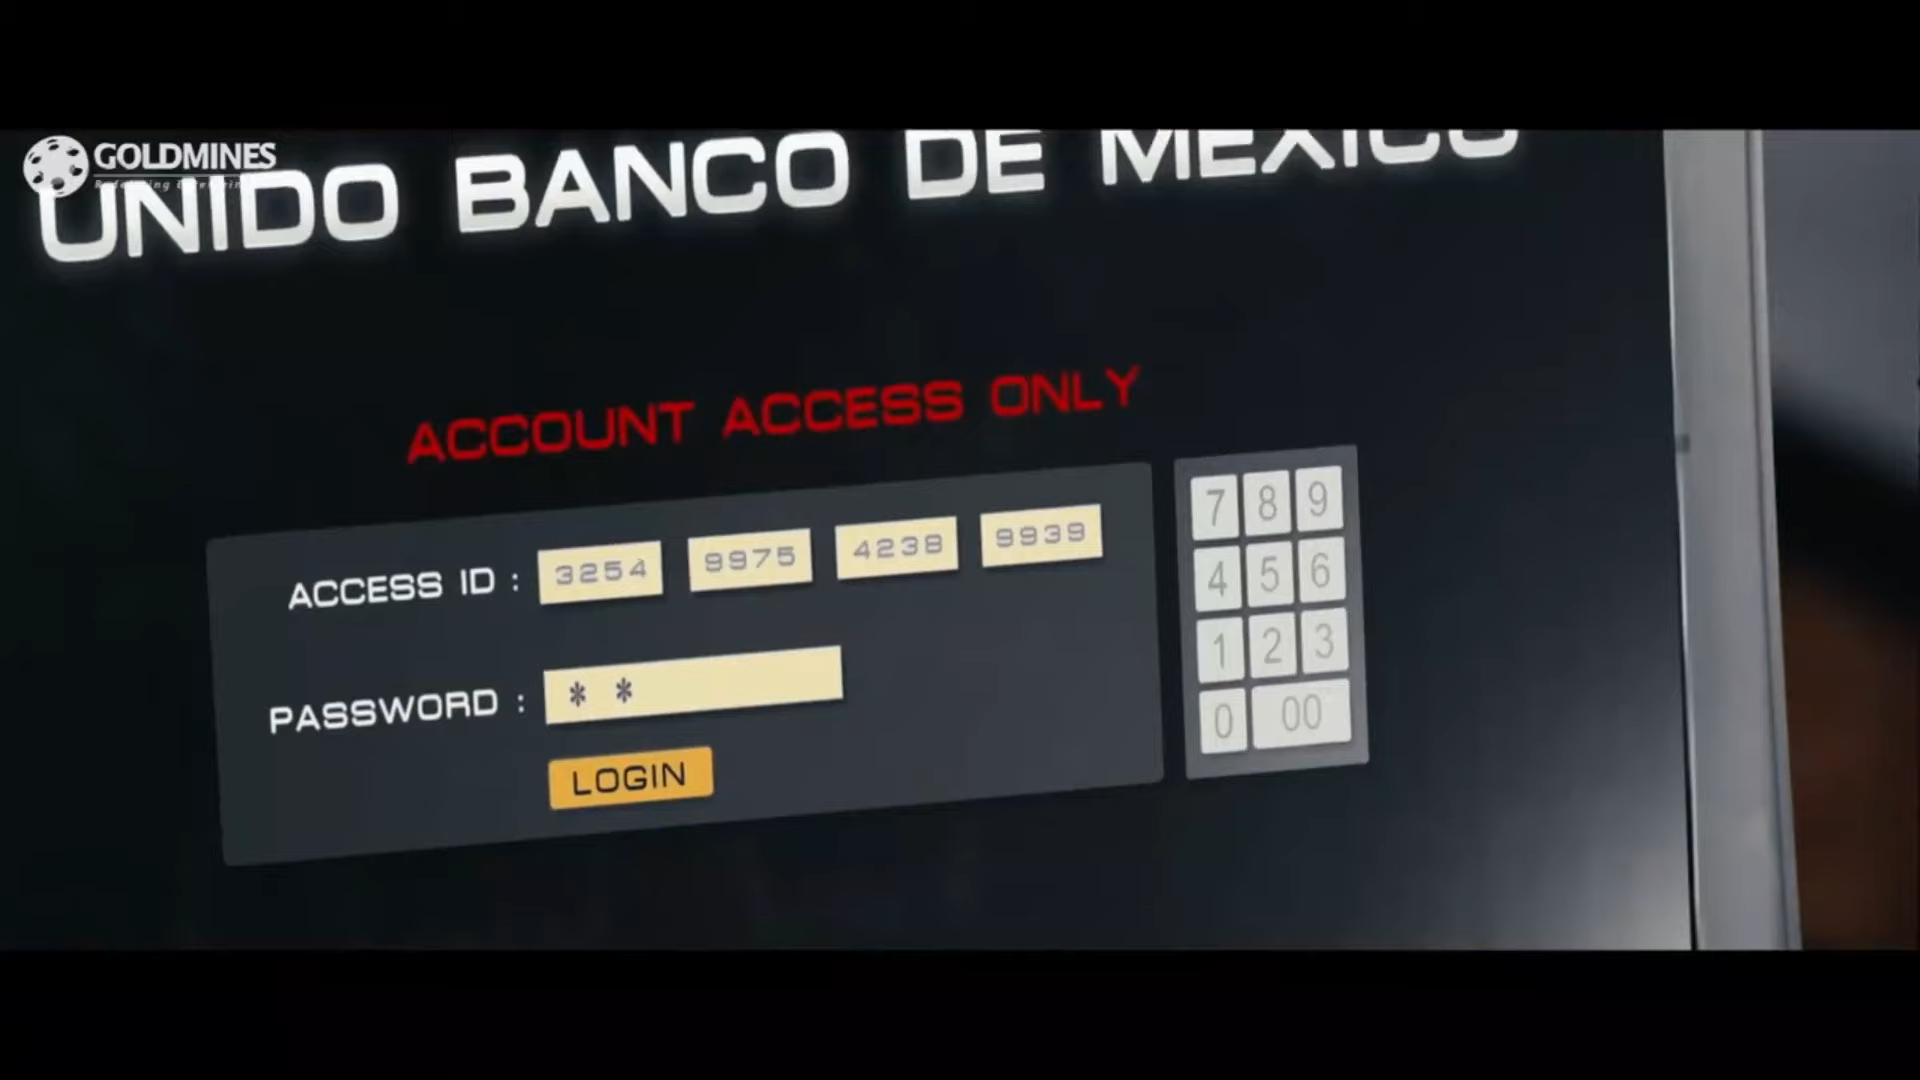 GOLDMINES
UNIDO BANCO DE MEXICO
ACCOUNT ACCESS ONLY
ACCESS ID : 3254 9975 4238 9939
PASSWORD : * *
LOGIN
7 8 9
4 5 6
1 2 3
0 00